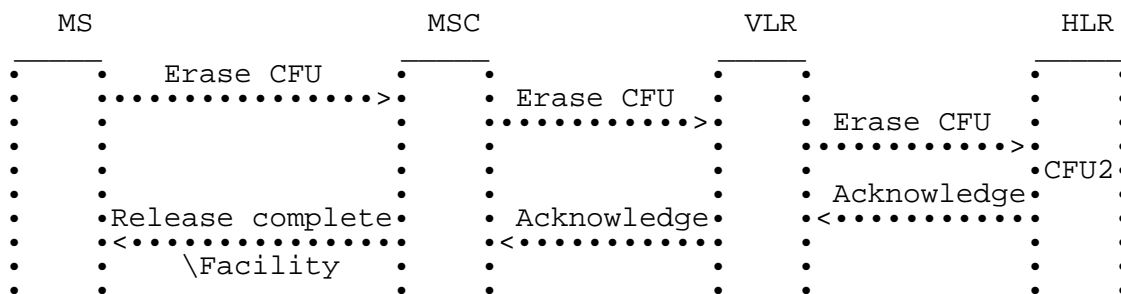 MS MSC VLR HLR
Erase CFU
Erase CFU
Erase CFU
CFU2
Acknowledge
Release complete Acknowledge
\Facility